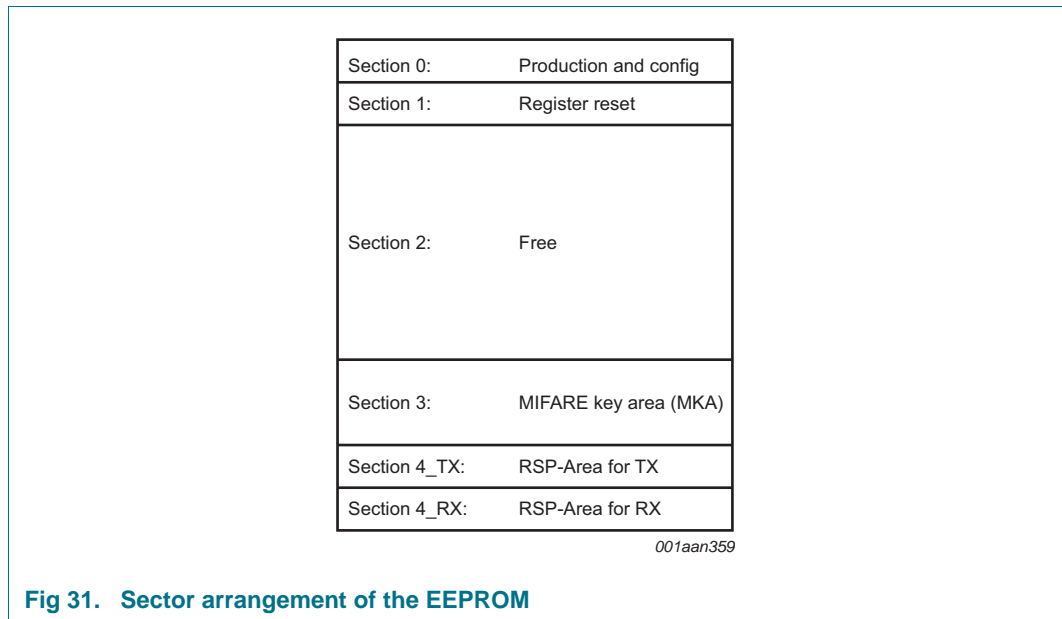 Section 0: Production and config
Section 1: Register reset
Section 2: Free
Section 3: MIFARE key area (MKA)
Section 4_TX: RSP-Area for TX
Section 4_RX: RSP-Area for RX
001aan359
Fig 31. Sector arrangement of the EEPROM